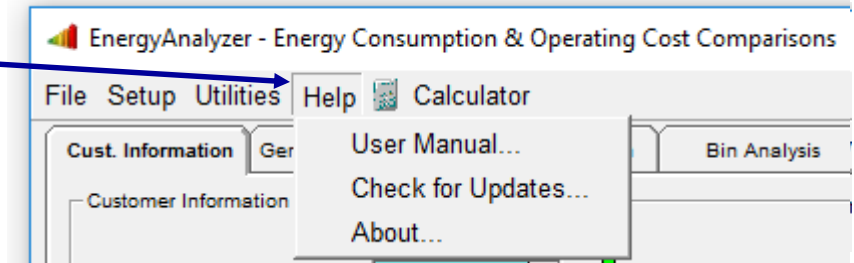 EnergyAnalyzer - Energy Consumption & Operating Cost Comparisons
File Setup Utilities Help Calculator
Cust. Information Ger Bin Analysis
User Manual...
Customer Information
Check for Updates...
About...